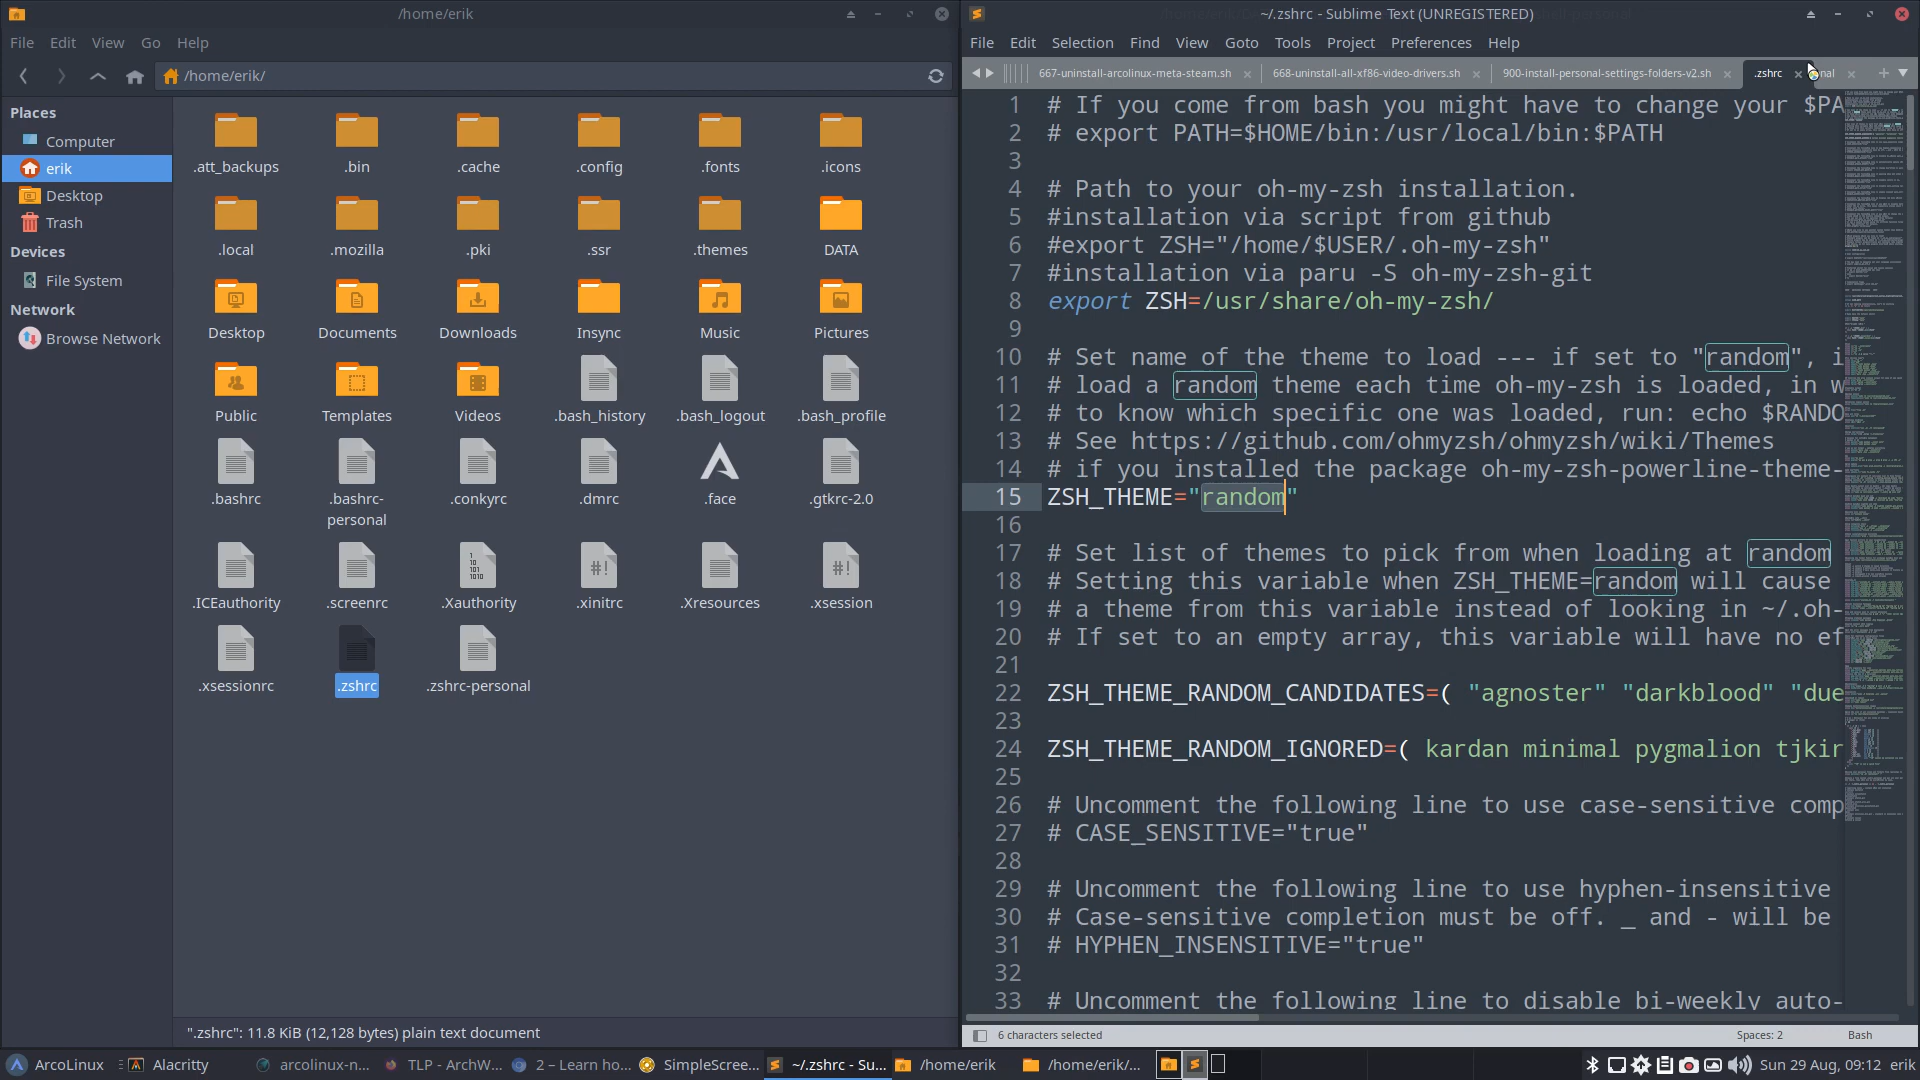 /home/erik
File Edit View Go Help
/home/erik/
Places
Computer
erik
Desktop
Trash
Devices
File System
Network
Browse Network
.att_backups .bin .cache .config .fonts .icons
.local .mozilla .pki .ssr .themes DATA
Desktop Documents Downloads Insync Music Pictures
Public Templates Videos .bash_history .bash_logout .bash_profile
.bashrc .bashrc-personal .conkyrc .dmrc .face .gtkrc-2.0
.ICEauthority .screenrc .Xauthority .xinitrc .Xresources .xsession
.xsessionrc .zshrc .zshrc-personal
".zshrc": 11.8 KiB (12,128 bytes) plain text document
~/.zshrc - Sublime Text (UNREGISTERED)
File Edit Selection Find View Goto Tools Project Preferences Help
667-uninstall-arcolinux-meta-steam.sh 668-uninstall-all-xf86-video-drivers.sh 900-install-personal-settings-folders-v2.sh .zshrc nal
1 # If you come from bash you might have to change your $PA
2 # export PATH=$HOME/bin:/usr/local/bin:$PATH
3
4 # Path to your oh-my-zsh installation.
5 #installation via script from github
6 #export ZSH="/home/$USER/.oh-my-zsh"
7 #installation via paru -S oh-my-zsh-git
8 export ZSH=/usr/share/oh-my-zsh/
9
10 # Set name of the theme to load --- if set to "random", i
11 # load a random theme each time oh-my-zsh is loaded, in w
12 # to know which specific one was loaded, run: echo $RANDO
13 # See https://github.com/ohmyzsh/ohmyzsh/wiki/Themes
14 # if you installed the package oh-my-zsh-powerline-theme-
15 ZSH_THEME="random"
16
17 # Set list of themes to pick from when loading at random
18 # Setting this variable when ZSH_THEME=random will cause
19 # a theme from this variable instead of looking in ~/.oh-
20 # If set to an empty array, this variable will have no ef
21
22 ZSH_THEME_RANDOM_CANDIDATES=( "agnoster" "darkblood" "due
23
24 ZSH_THEME_RANDOM_IGNORED=( kardan minimal pygmalion tjkir
25
26 # Uncomment the following line to use case-sensitive comp
27 # CASE_SENSITIVE="true"
28
29 # Uncomment the following line to use hyphen-insensitive
30 # Case-sensitive completion must be off. _ and - will be
31 # HYPHEN_INSENSITIVE="true"
32
33 # Uncomment the following line to disable bi-weekly auto-
6 characters selected Spaces: 2 Bash
ArcoLinux Alacritty arcolinux-n... TLP - ArchW... 2 – Learn ho... SimpleScree... ~/.zshrc - Su... /home/erik /home/erik/... Sun 29 Aug, 09:12 erik